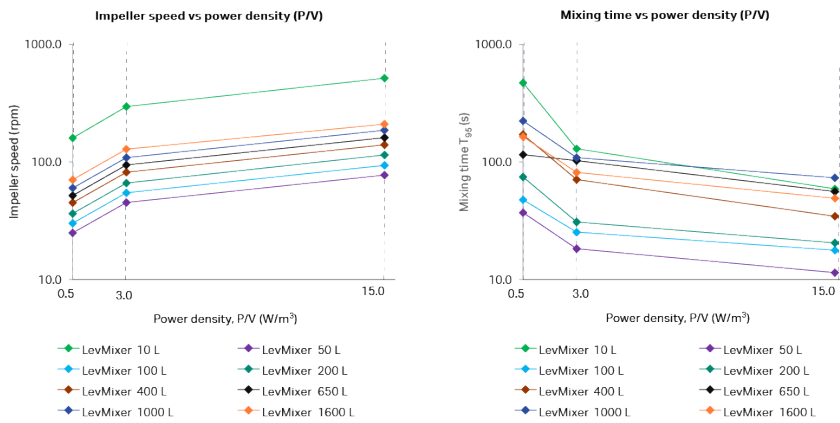 Impeller speed vs power density (P/V)
1000.0
100.0
10.0
Impeller speed (rpm)
0.5
3.0
15.0
Power density, P/V (W/m³)
LevMixer 10 L
LevMixer 50 L
LevMixer 100 L
LevMixer 200 L
LevMixer 400 L
LevMixer 650 L
LevMixer 1000 L
LevMixer 1600 L
Mixing time vs power density (P/V)
1000.0
100.0
10.0
Mixing time T₉₅ (s)
0.5
3.0
15.0
Power density, P/V (W/m³)
LevMixer 10 L
LevMixer 50 L
LevMixer 100 L
LevMixer 200 L
LevMixer 400 L
LevMixer 650 L
LevMixer 1000 L
LevMixer 1600 L